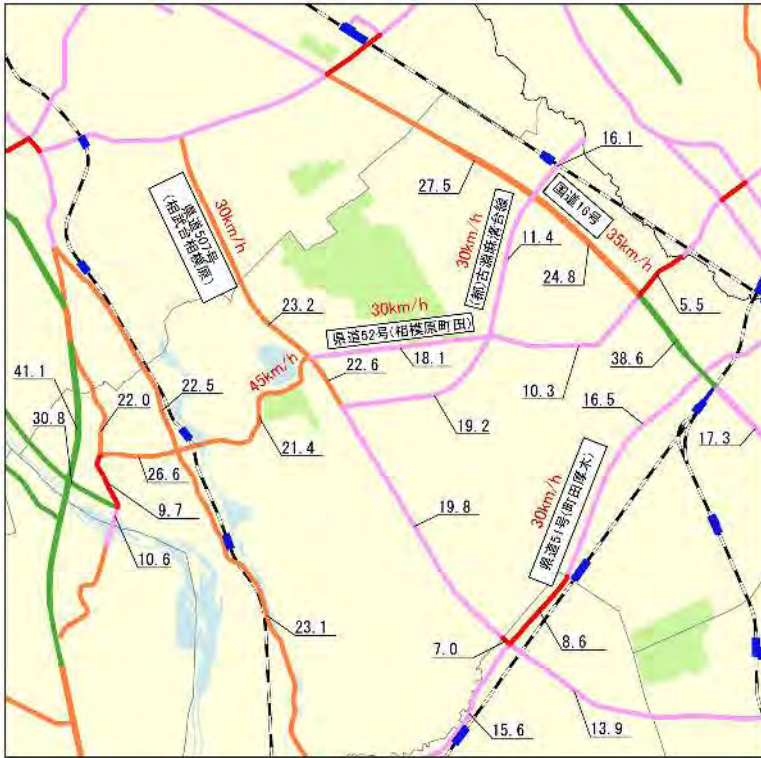 16.1
27.5
国道16号
30km/h
県道507号
(相武台相模原)
30km/h
(都)古淵麻溝台線
11.4
35km/h
24.8
5.5
23.2
30km/h
県道52号(相模原町田)
18.1
22.6
45km/h
10.3
38.6
41.1
22.5
16.5
30.8
22.0
21.4
19.2
17.3
26.6
9.7
19.8
30km/h
県道51号(町田厚木)
10.6
23.1
7.0
8.6
15.6
13.9